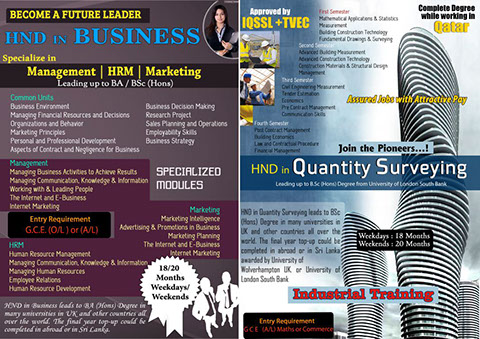 BECOME A FUTURE LEADER
HND IN BUSINESS
Specialize in
Management | HRM | Marketing
Leading up to BA / BSc (Hons)
Common Units
Business Environment
Managing Financial Resources and Decisions
Organizations and Behavior
Marketing Principles
Personal and Professional Development
Aspects of Contract and Negligence for Business
Business Decision Making
Research Project
Sales Planning and Operations
Employability Skills
Business Strategy
Management
Managing Business Activities to Achieve Results
Managing Communication, Knowledge & Information
Working with & Leading People
The Internet and E-Business
Internet Marketing
SPECIALIZED
MODULES
Entry Requirement
G.C.E. (O/L ) or (A/L)
Marketing
Marketing Intelligence
Advertising & Promotions in Business
Marketing Planning
The Internet and E-Business
Internet Marketing
HRM
Human Resource Management
Managing Communication, Knowledge & Information
Managing Human Resources
Employee Relations
Human Resource Development
18/20
Months
Weekdays/
Weekends
HND in Business leads to BA (Hons) Degree in
many universities in UK and other countries all
over the world. The final year top-up could be
completed in abroad or in Sri Lanka.
Approved by
IQSSL +TVEC
First Semester
Mathematical Applications & Statistics
Measurement
Building Construction Technology
Fundamental Drawings & Surveying
Second Semester
Advanced Building Measurement
Advanced Construction Technology
Construction Materials & Structural Design
Management
Third Semester
Civil Engineering Measurement
Tender Estimation
Economics
Pre Contract Management
Communication Skills
Fourth Semester
Post Contract Management
Building Economics
Law and Contractual Procedure
Financial Management
Complete Degree
while working in
Qatar
Assured Jobs with Attractive Pay
Join the Pioneers...!
HND in Quantity Surveying
Leading up to B.Sc (Hons) Degree from University of London South Bank
HND in Quantity Surveying leads to BSc
(Hons) Degree in many universities in
UK and other countries all over the
world. The final year top-up could be
completed in abroad or in Sri Lanka
awarded by University of
Wolverhampton UK or University of
London South Bank
Weekdays : 18 Months
Weekends : 20 Months
Industrial Training
Entry Requirement
G.C.E. (A/L) Maths or Commerce